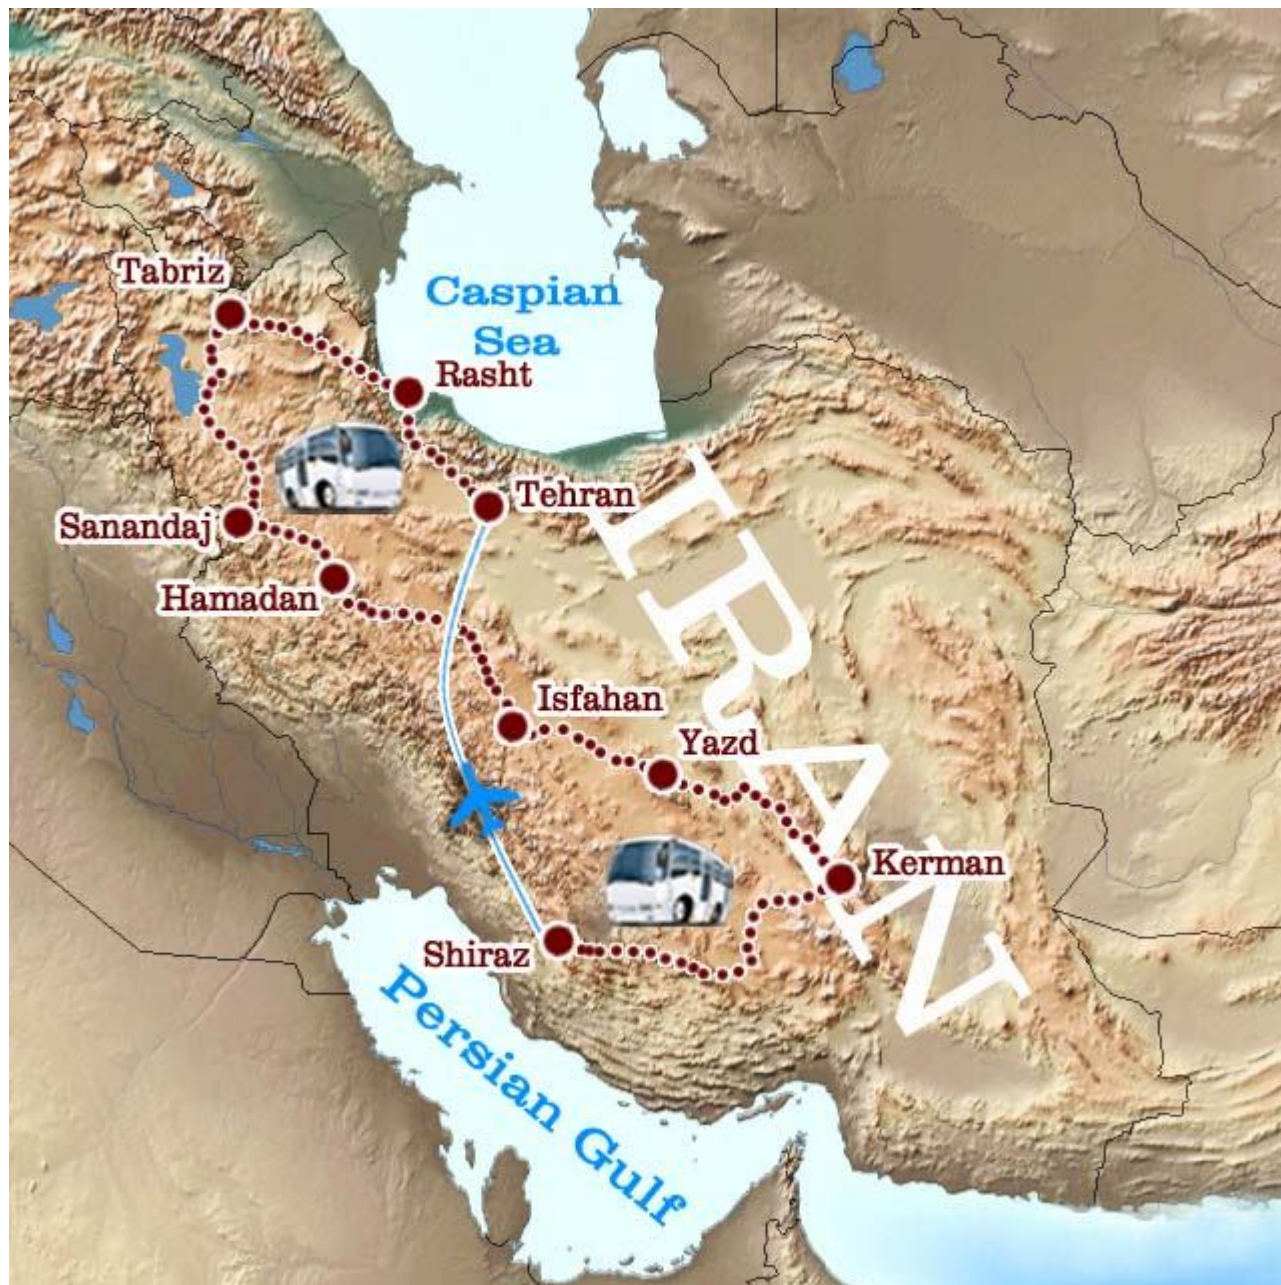 Tabriz
Caspian
Sea
Rasht
Tehran
Sanandaj
Hamadan
IRAN
Isfahan
Yazd
Kerman
Shiraz
Persian Gulf